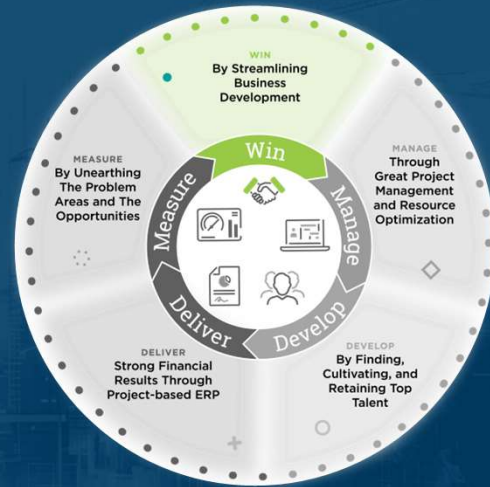 WIN
By Streamlining
Business
Development
MANAGE
Through
Great Project
Management
and Resource
Optimization
DEVELOP
By Finding,
Cultivating, and
Retaining Top
Talent
DELIVER
Strong Financial
Results Through
Project-based ERP
MEASURE
By Unearthing
The Problem
Areas and The
Opportunities
Win
Manage
Develop
Deliver
Measure